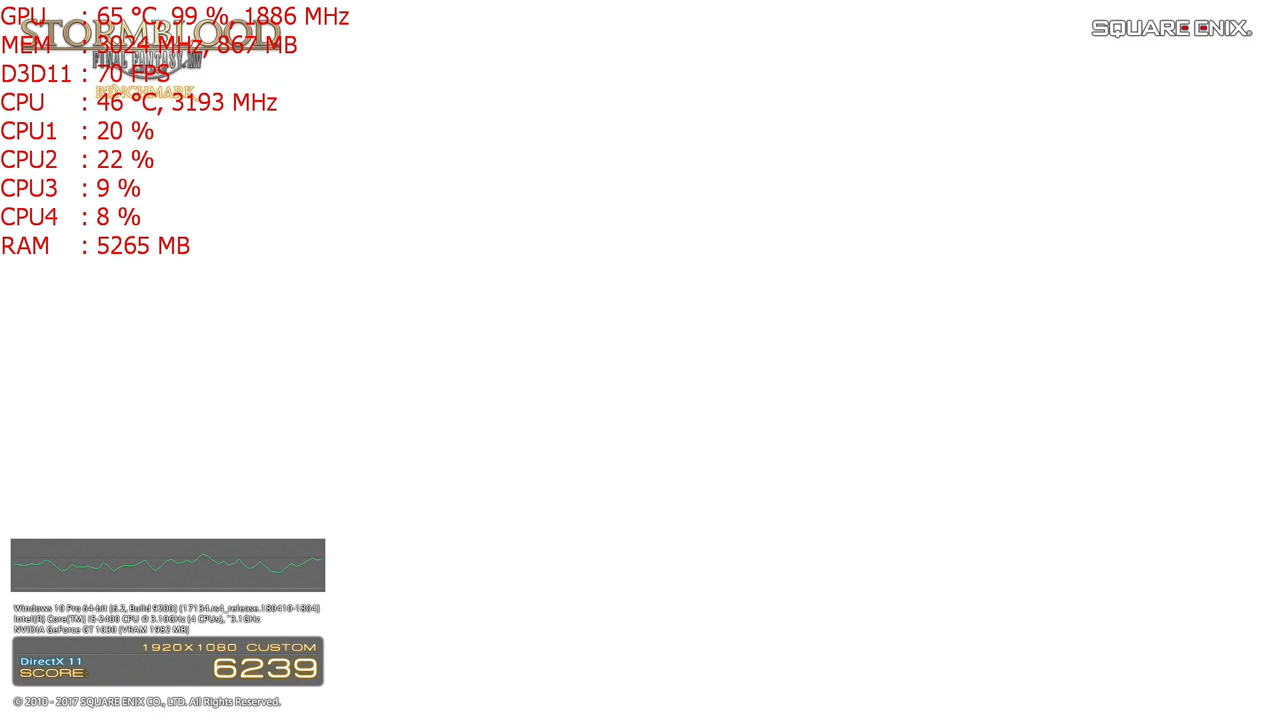 GPU : 65 °C, 99 %, 1886 MHz
STORMBLOOD
MEM : 3024 MHz, 867 MB
FINAL FANTASY XIV
D3D11 : 70 FPS
BENCHMARK
CPU : 46 °C, 3193 MHz
CPU1 : 20 %
CPU2 : 22 %
CPU3 : 9 %
CPU4 : 8 %
RAM : 5265 MB
SQUARE ENIX.
Windows 10 Pro 64-bit (6.2, Build 9200) (17134.rs4_release.180410-1804)
Intel(R) Core(TM) i5-2400 CPU @ 3.10GHz (4 CPUs), ~3.1GHz
NVIDIA GeForce GT 1030 (VRAM 1982 MB)
1920X1080 CUSTOM
DirectX 11
SCORE: 6239
© 2010 - 2017 SQUARE ENIX CO., LTD. All Rights Reserved.